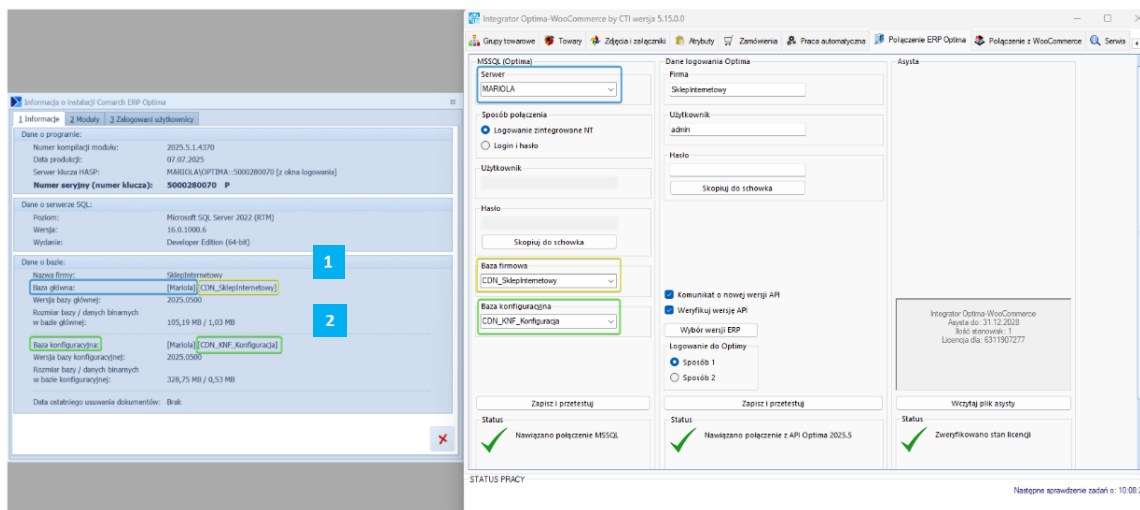 Informacja o instalacji Comarch ERP Optima
1 Informacje 2 Moduły 3 Zalogowani użytkownicy
Dane o programie:
Numer kompilacji modułu: 2025.5.1.4370
Data produkcji: 07.07.2025
Serwer klucza HASP: MARIOLA\OPTIMA::5000280070 [z okna logowania]
Numer seryjny (numer klucza): 5000280070 P
Dane o serwerze SQL:
Poziom: Microsoft SQL Server 2022 (RTM)
Wersja: 16.0.1000.6
Wydanie: Developer Edition (64-bit)
Dane o bazie:
1
Nazwa firmy: SklepInternetowy
Baza główna: [Mariola] [CDN_SklepInternetowy]
Wersja bazy głównej: 2025.0500
Rozmiar bazy / danych binarnych
w bazie głównej: 105,19 MB / 1,03 MB
2
Baza konfiguracyjna: [Mariola] [CDN_KNF_Konfiguracja]
Wersja bazy konfiguracyjnej: 2025.0500
Rozmiar bazy / danych binarnych
w bazie konfiguracyjnej: 328,75 MB / 0,53 MB
Data ostatniego usuwania dokumentów: Brak
Integrator Optima-WooCommerce by CTI wersja 5.15.0.0
Grupy towarowe Towary Zdjęcia i załączniki Atrybuty Zamówienia Praca automatyczna Połączenie ERP Optima Połączenie z WooCommerce Serwis
MSSQL (Optima)
Serwer
MARIOLA
Sposób połączenia
Logowanie zintegrowane NT
Login i hasło
Użytkownik
Hasło
Skopiuj do schowka
Baza firmowa
CDN_SklepInternetowy
Baza konfiguracyjna
CDN_KNF_Konfiguracja
Zapisz i przetestuj
Status
Nawiązano połączenie MSSQL
Dane logowania Optima
Firma
SklepInternetowy
Użytkownik
admin
Hasło
Skopiuj do schowka
Komunikat o nowej wersji API
Weryfikuj wersję API
Wybór wersji ERP
Logowanie do Optimy
Sposób 1
Sposób 2
Zapisz i przetestuj
Status
Nawiązano połączenie z API Optima 2025.5
Asysta
Integrator Optima-WooCommerce
Asysta do: 31.12.2028
Ilość stanowisk: 1
Licencja dla: 6311907277
Wczytaj plik asysty
Status
Zweryfikowano stan licencji
STATUS PRACY
Następne sprawdzenie zadań o: 10:08: